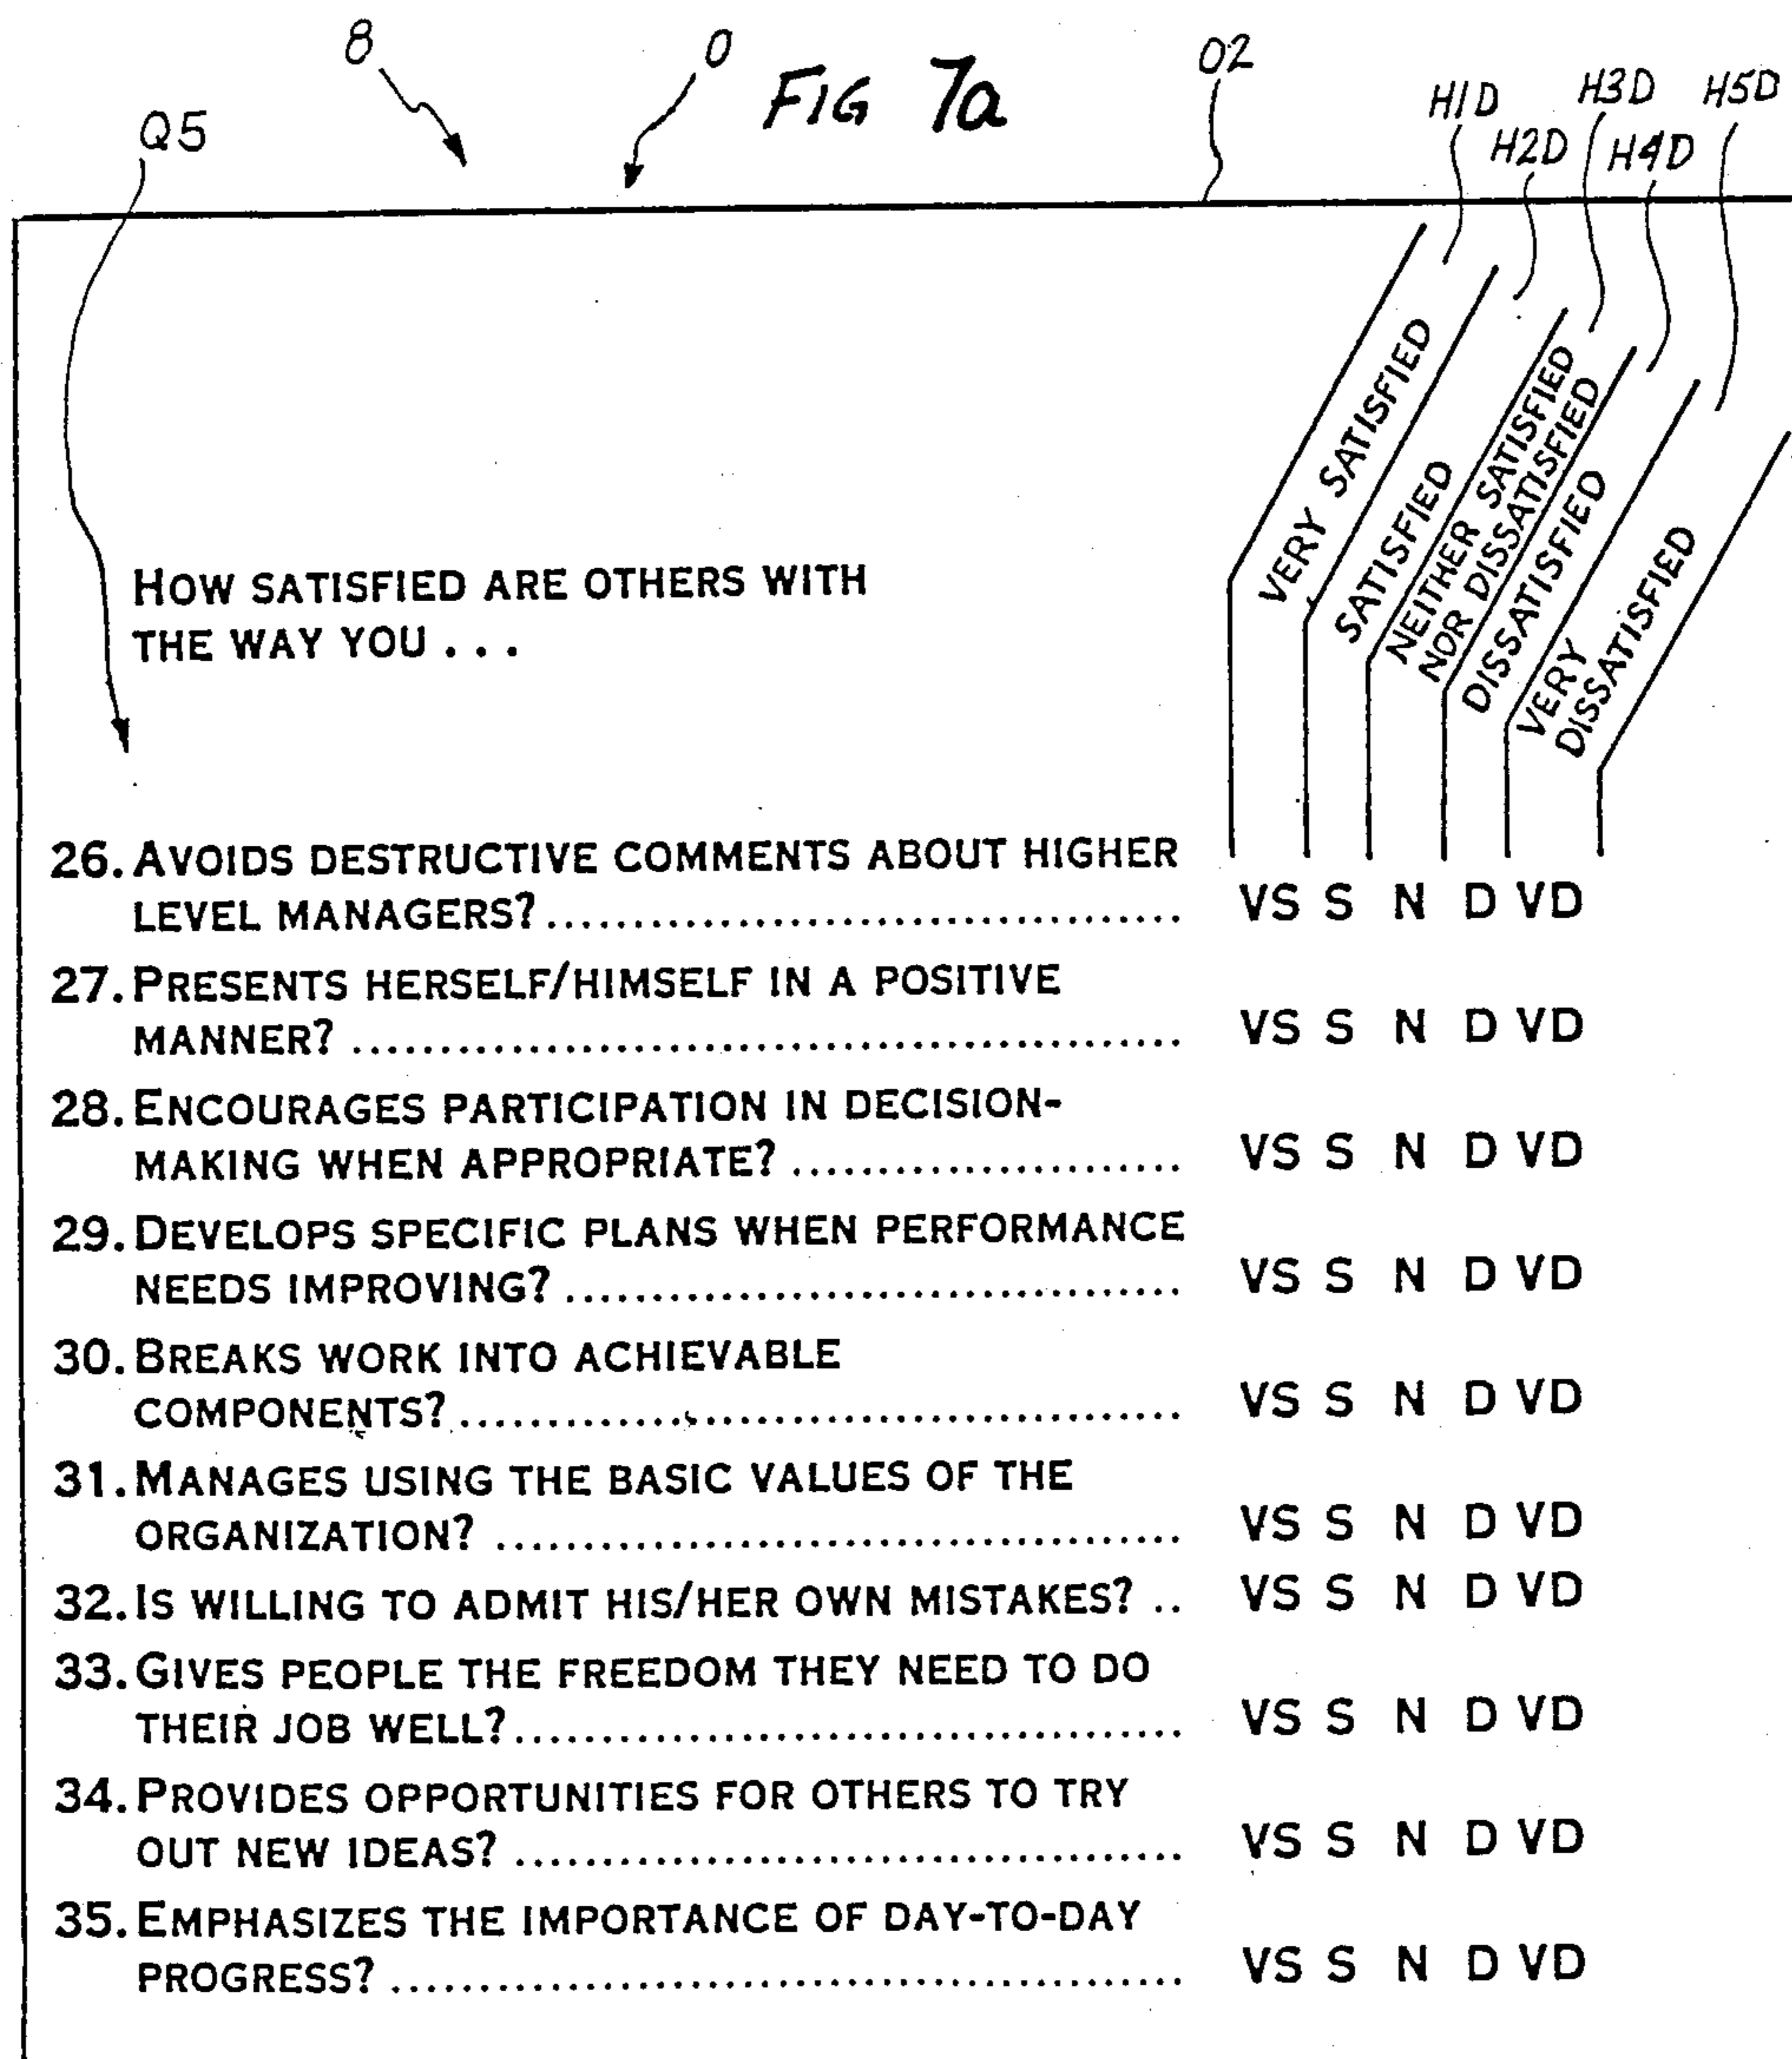 8
O
FIG 7a
O2
H1D
H3D
H5D
Q5
H2D
H4D
VERY SATISFIED
SATISFIED
NEITHER SATISFIED
NOR DISSATISFIED
DISSATISFIED
VERY
DISSATISFIED
HOW SATISFIED ARE OTHERS WITH
THE WAY YOU . . .
26. AVOIDS DESTRUCTIVE COMMENTS ABOUT HIGHER
LEVEL MANAGERS? ..................................... VS S N D VD
27. PRESENTS HERSELF/HIMSELF IN A POSITIVE
MANNER? ................................................ VS S N D VD
28. ENCOURAGES PARTICIPATION IN DECISION-
MAKING WHEN APPROPRIATE? ....................... VS S N D VD
29. DEVELOPS SPECIFIC PLANS WHEN PERFORMANCE
NEEDS IMPROVING? .................................... VS S N D VD
30. BREAKS WORK INTO ACHIEVABLE
COMPONENTS? .......................................... VS S N D VD
31. MANAGES USING THE BASIC VALUES OF THE
ORGANIZATION? ........................................ VS S N D VD
32. IS WILLING TO ADMIT HIS/HER OWN MISTAKES? .. VS S N D VD
33. GIVES PEOPLE THE FREEDOM THEY NEED TO DO
THEIR JOB WELL? ....................................... VS S N D VD
34. PROVIDES OPPORTUNITIES FOR OTHERS TO TRY
OUT NEW IDEAS? ....................................... VS S N D VD
35. EMPHASIZES THE IMPORTANCE OF DAY-TO-DAY
PROGRESS? .............................................. VS S N D VD